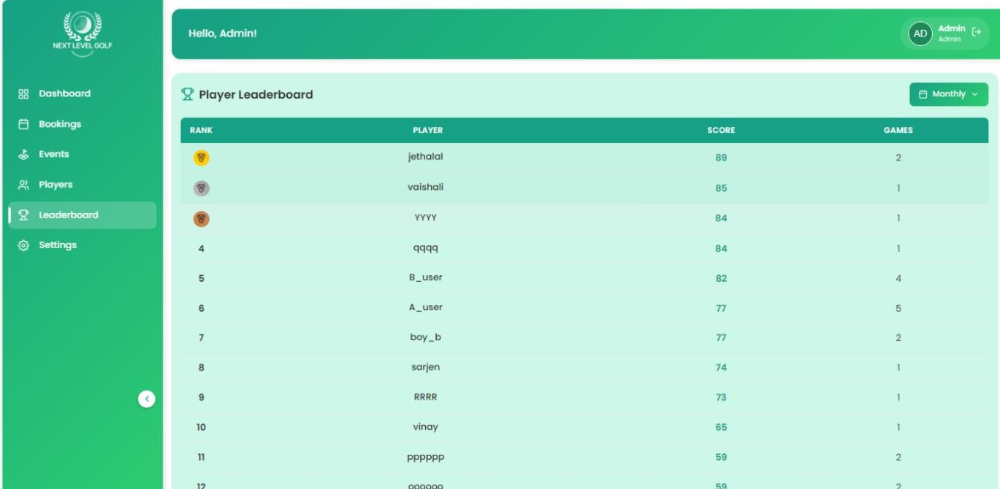 NEXT LEVEL GOLF
Dashboard
Bookings
Events
Players
Leaderboard
Settings
Hello, Admin!
AD
Admin
Admin
Player Leaderboard
Monthly
RANK PLAYER SCORE GAMES
jethalal 89 2
vaishali 85 1
YYYY 84 1
4 qqqq 84 1
5 B_user 82 4
6 A_user 77 5
7 boy_b 77 2
8 sarjen 74 1
9 RRRR 73 1
10 vinay 65 1
11 pppppp 59 2
12 oooooo 59 2